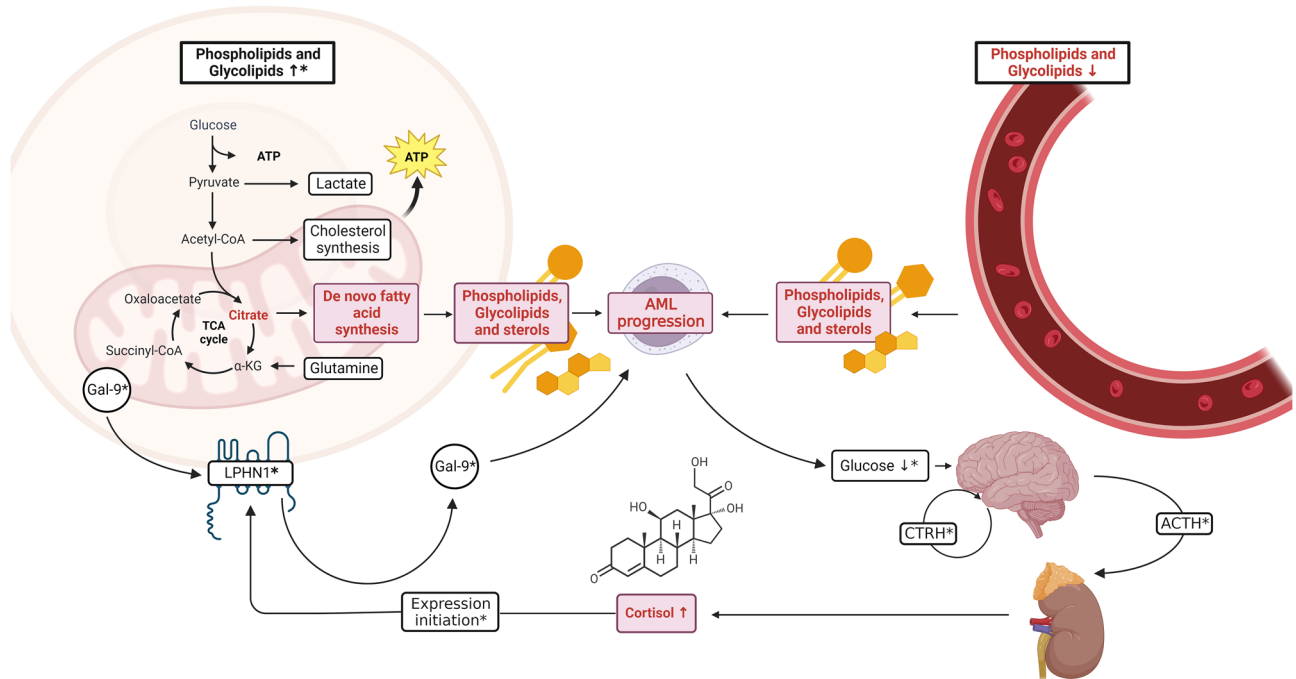 Phospholipids and
Glycolipids ↑*
Phospholipids and
Glycolipids ↓
Glucose
ATP
Pyruvate
Lactate
ATP
Acetyl-CoA
Cholesterol
synthesis
Oxaloacetate
Citrate
TCA
cycle
Succinyl-CoA
α-KG
Glutamine
De novo fatty
acid
synthesis
Phospholipids,
Glycolipids
and sterols
AML
progression
Phospholipids,
Glycolipids
and sterols
Gal-9*
LPHN1*
Gal-9*
Glucose ↓*
CTRH*
ACTH*
OH
O
HO
OH
H
H
H
O
Expression
initiation*
Cortisol ↑